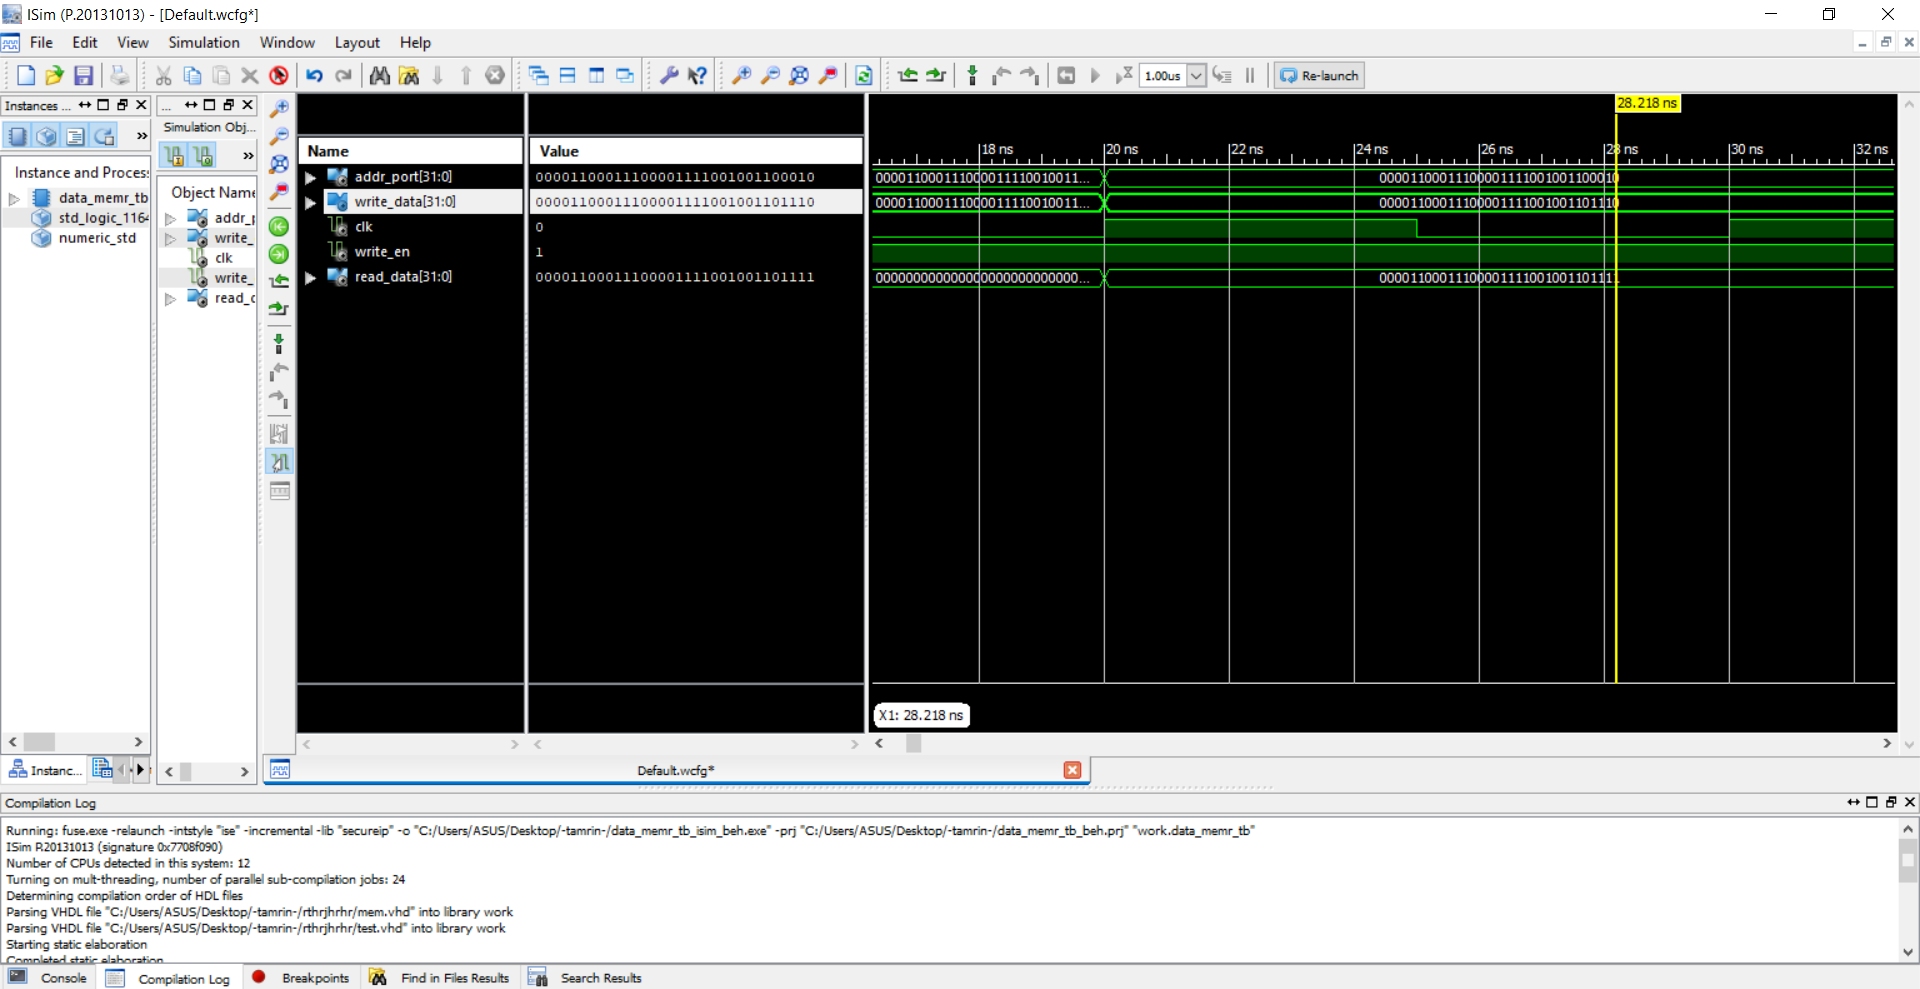 ISim (P.20131013) - [Default.wcfg*]
File Edit View Simulation Window Layout Help
1.00us Re-launch
Instances ...
Instance and Process
data_memr_tb
std_logic_1164
numeric_std
Instanc...
...
Simulation Obj...
Object Name
addr_p
write_
clk
write_
read_d
Name Value
addr_port[31:0] 00001100011100001111001001100010
write_data[31:0] 00001100011100001111001001101110
clk 0
write_en 1
read_data[31:0] 00001100011100001111001001101111
28.218 ns
18 ns 20 ns 22 ns 24 ns 26 ns 28 ns 30 ns 32 ns
000011000111000011110010011... 00001100011100001111001001100010
000011000111000011110010011... 00001100011100001111001001101110
000000000000000000000000000... 00001100011100001111001001101111
X1: 28.218 ns
Default.wcfg*
Compilation Log
Running: fuse.exe -relaunch -intstyle "ise" -incremental -lib "secureip" -o "C:/Users/ASUS/Desktop/-tamrin-/data_memr_tb_isim_beh.exe" -prj "C:/Users/ASUS/Desktop/-tamrin-/data_memr_tb_beh.prj" "work.data_memr_tb"
ISim P.20131013 (signature 0x7708f090)
Number of CPUs detected in this system: 12
Turning on mult-threading, number of parallel sub-compilation jobs: 24
Determining compilation order of HDL files
Parsing VHDL file "C:/Users/ASUS/Desktop/-tamrin-/rthrjhrhr/mem.vhd" into library work
Parsing VHDL file "C:/Users/ASUS/Desktop/-tamrin-/rthrjhrhr/test.vhd" into library work
Starting static elaboration
Completed static elaboration
Console Compilation Log Breakpoints Find in Files Results Search Results